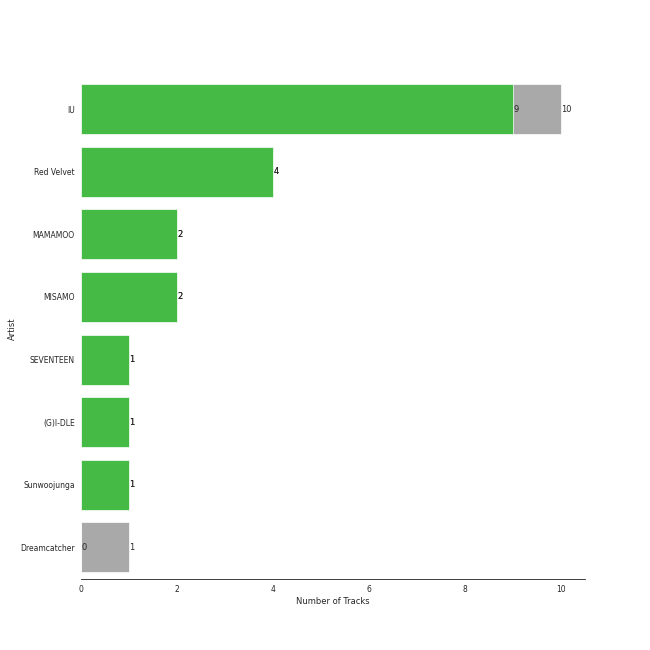 IU 9 10
Red Velvet 4
MAMAMOO 2
MISAMO 2
SEVENTEEN 1
(G)I-DLE 1
Sunwoojunga 1
Dreamcatcher 0 1
Artist
0 2 4 6 8 10
Number of Tracks